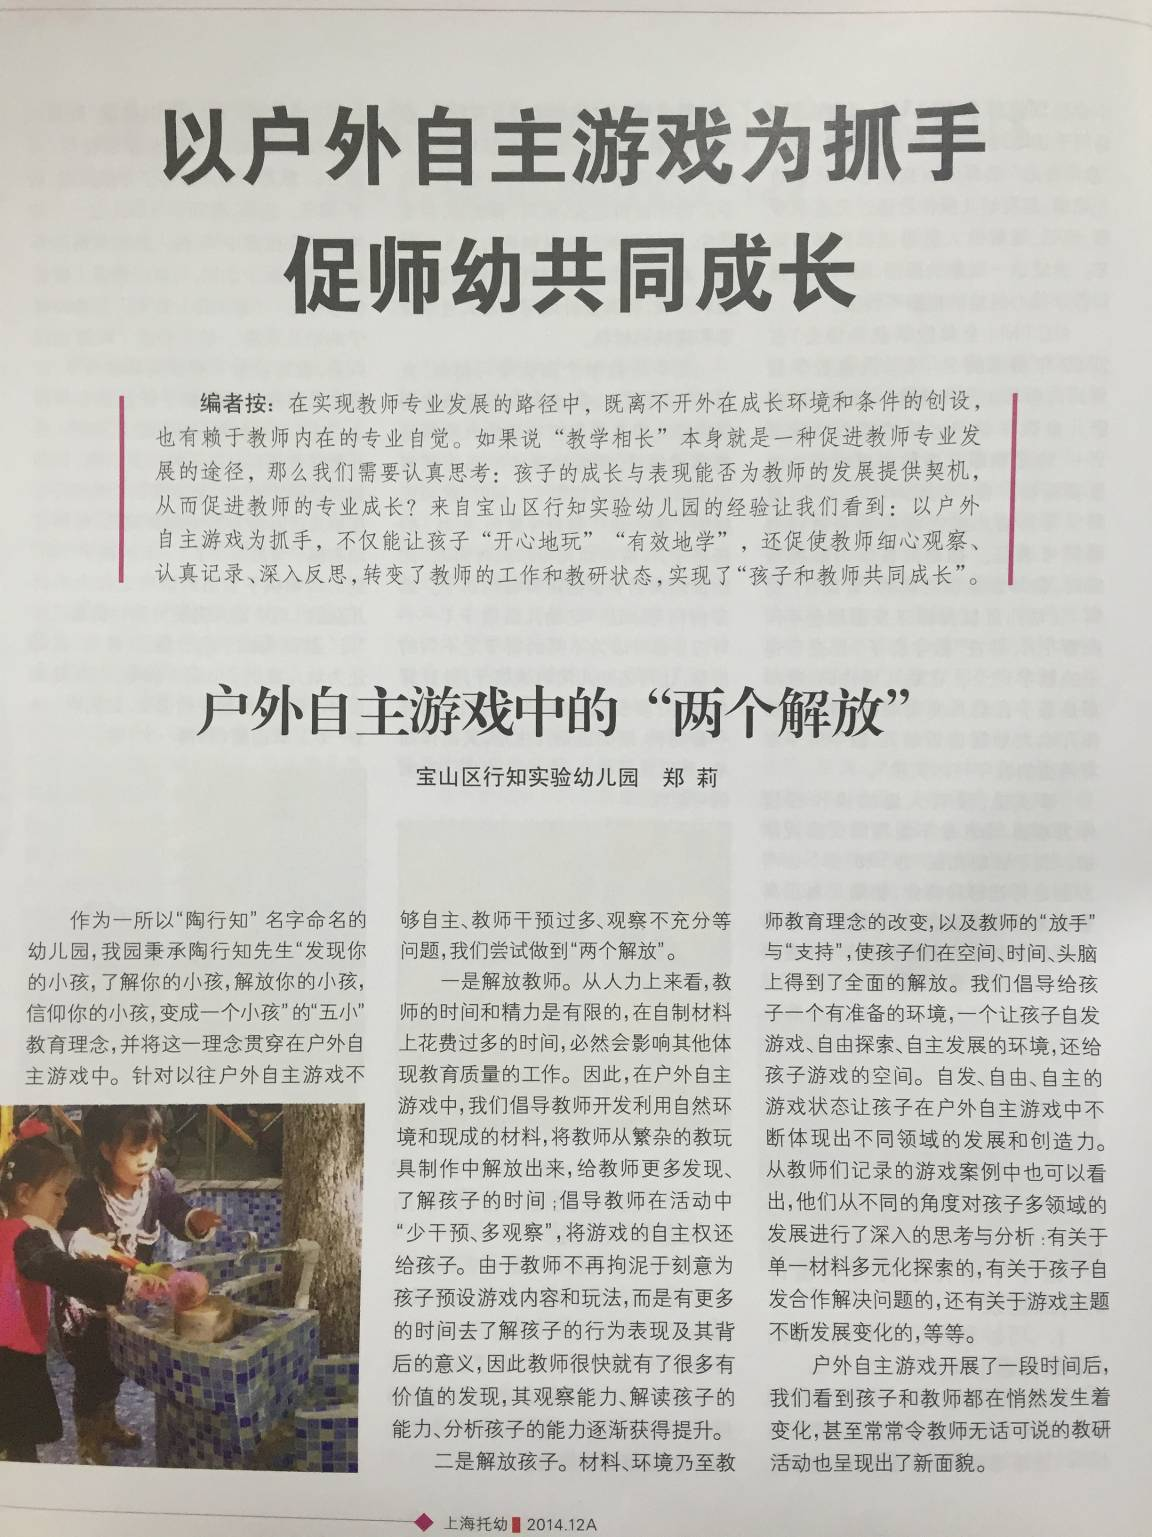 以户外自主游戏为抓手
促师幼共同成长
编者按：在实现教师专业发展的路径中，既离不开外在成长环境和条件的创设，
也有赖于教师内在的专业自觉。如果说“教学相长”本身就是一种促进教师专业发
展的途径，那么我们需要认真思考：孩子的成长与表现能否为教师的发展提供契机，
从而促进教师的专业成长？来自宝山区行知实验幼儿园的经验让我们看到：以户外
自主游戏为抓手，不仅能让孩子“开心地玩”“有效地学”，还促使教师细心观察、
认真记录、深入反思，转变了教师的工作和教研状态，实现了“孩子和教师共同成长”。
户外自主游戏中的“两个解放”
宝山区行知实验幼儿园 郑 莉
作为一所以“陶行知”名字命名的
幼儿园，我园秉承陶行知先生“发现你
的小孩，了解你的小孩，解放你的小孩，
信仰你的小孩，变成一个小孩”的“五小”
教育理念，并将这一理念贯穿在户外自
主游戏中。针对以往户外自主游戏不
够自主、教师干预过多、观察不充分等
问题，我们尝试做到“两个解放”。
一是解放教师。从人力上来看，教
师的时间和精力是有限的，在自制材料
上花费过多的时间，必然会影响其他体
现教育质量的工作。因此，在户外自主
游戏中，我们倡导教师开发利用自然环
境和现成的材料，将教师从繁杂的教玩
具制作中解放出来，给教师更多发现、
了解孩子的时间；倡导教师在活动中
“少干预、多观察”，将游戏的自主权还
给孩子。由于教师不再拘泥于刻意为
孩子预设游戏内容和玩法，而是有更多
的时间去了解孩子的行为表现及其背
后的意义，因此教师很快就有了很多有
价值的发现，其观察能力、解读孩子的
能力、分析孩子的能力逐渐获得提升。
二是解放孩子。材料、环境乃至教
师教育理念的改变，以及教师的“放手”
与“支持”，使孩子们在空间、时间、头脑
上得到了全面的解放。我们倡导给孩
子一个有准备的环境，一个让孩子自发
游戏、自由探索、自主发展的环境，还给
孩子游戏的空间。自发、自由、自主的
游戏状态让孩子在户外自主游戏中不
断体现出不同领域的发展和创造力。
从教师们记录的游戏案例中也可以看
出，他们从不同的角度对孩子多领域的
发展进行了深入的思考与分析：有关于
单一材料多元化探索的，有关于孩子自
发合作解决问题的，还有关于游戏主题
不断发展变化的，等等。
户外自主游戏开展了一段时间后，
我们看到孩子和教师都在悄然发生着
变化，甚至常常令教师无话可说的教研
活动也呈现出了新面貌。
上海托幼 2014.12A